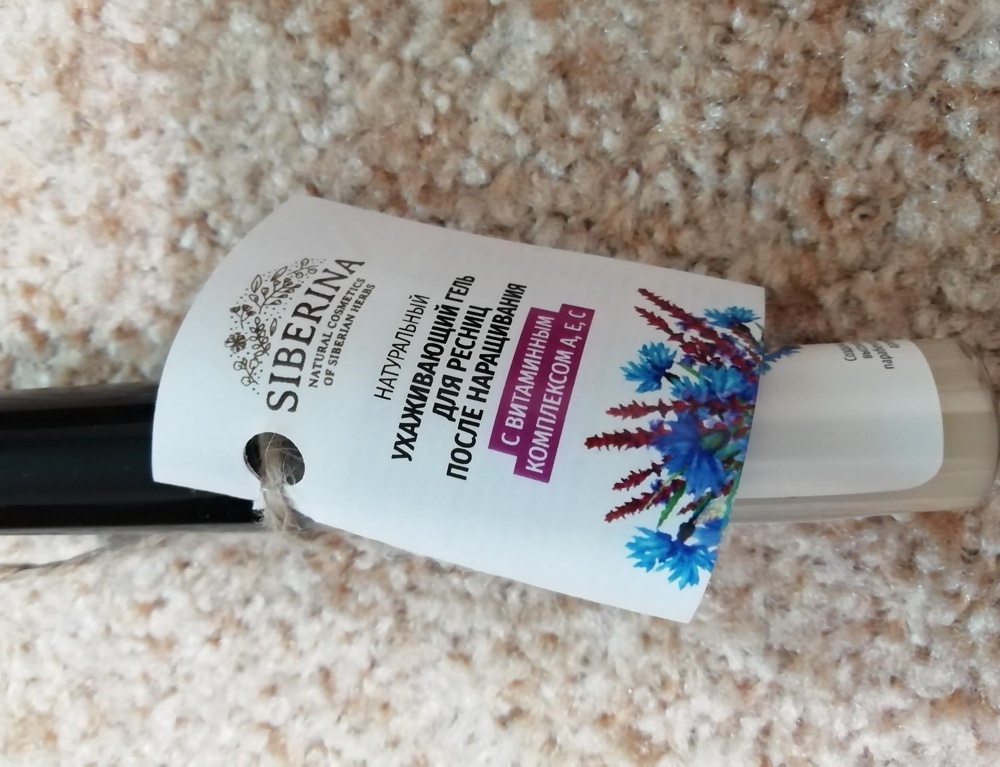 SIBERINA
NATURAL COSMETICS
OF SIBERIAN HERBS
НАТУРАЛЬНЫЙ
УХАЖИВАЮЩИЙ ГЕЛЬ
ДЛЯ РЕСНИЦ
ПОСЛЕ НАРАЩИВАНИЯ
С ВИТАМИННЫМ
КОМПЛЕКСОМ А, Е, С